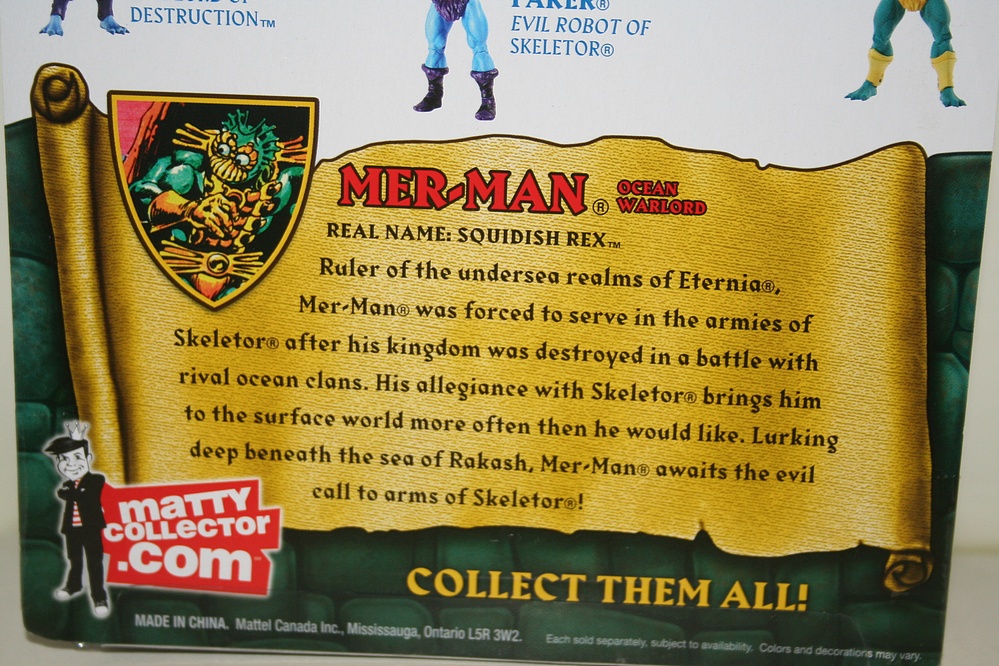 DESTRUCTION™
FAKER®
EVIL ROBOT OF
SKELETOR®
MER-MAN® OCEAN
WARLORD
REAL NAME: SQUIDISH REX™
Ruler of the undersea realms of Eternia®,
Mer-Man® was forced to serve in the armies of
Skeletor® after his kingdom was destroyed in a battle with
rival ocean clans. His allegiance with Skeletor® brings him
to the surface world more often then he would like. Lurking
deep beneath the sea of Rakash, Mer-Man® awaits the evil
call to arms of Skeletor®!
maTTY
COLLecTOR
.com™
COLLECT THEM ALL!
MADE IN CHINA. Mattel Canada Inc., Mississauga, Ontario L5R 3W2.
Each sold separately, subject to availability. Colors and decorations may vary.